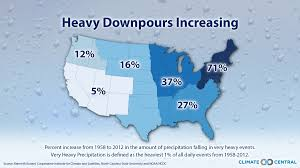 Heavy Downpours Increasing
12%
16%
5%
37%
71%
27%
Percent increase from 1958 to 2012 in the amount of precipitation falling in very heavy events.
Very Heavy Precipitation is defined as the heaviest 1% of all daily events from 1958-2012.
CLIMATE CENTRAL